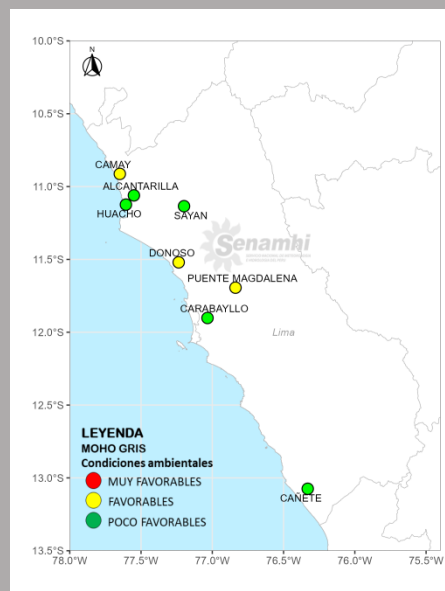 10.0°S
N
10.5°S
CAMAY
11.0°S
ALCANTARILLA
HUACHO
SAYAN
Senamhi
11.5°S
DONOSO
PUENTE MAGDALENA
CARABAYLLO
12.0°S
Lima
12.5°S
LEYENDA
MOHO GRIS
Condiciones ambientales
MUY FAVORABLES
FAVORABLES
POCO FAVORABLES
13.0°S
CAÑETE
13.5°S
78.0°W 77.5°W 77.0°W 76.5°W 76.0°W 75.5°W